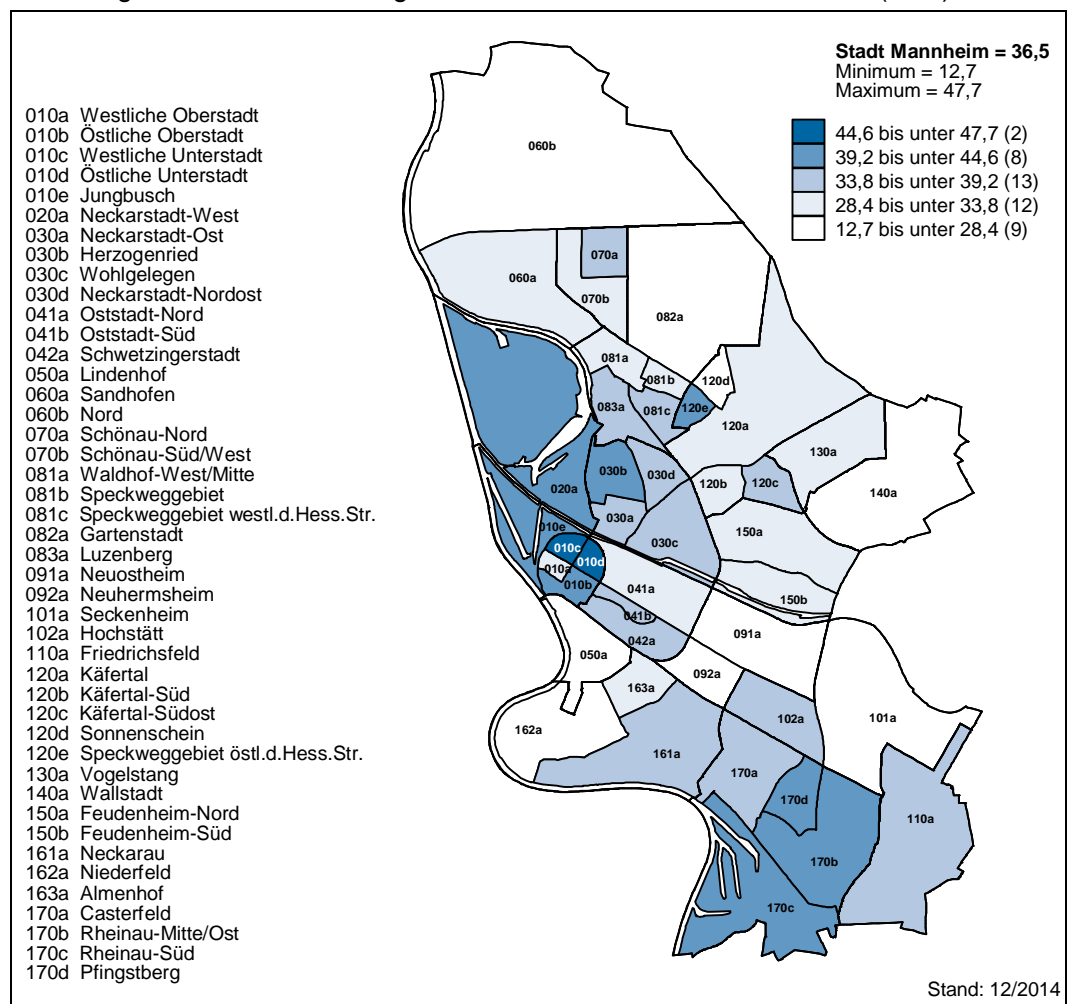 Stadt Mannheim = 36,5
Minimum = 12,7
Maximum = 47,7
44,6 bis unter 47,7 (2)
39,2 bis unter 44,6 (8)
33,8 bis unter 39,2 (13)
28,4 bis unter 33,8 (12)
12,7 bis unter 28,4 (9)
010a Westliche Oberstadt
010b Östliche Oberstadt
010c Westliche Unterstadt
010d Östliche Unterstadt
010e Jungbusch
020a Neckarstadt-West
030a Neckarstadt-Ost
030b Herzogenried
030c Wohlgelegen
030d Neckarstadt-Nordost
041a Oststadt-Nord
041b Oststadt-Süd
042a Schwetzingerstadt
050a Lindenhof
060a Sandhofen
060b Nord
070a Schönau-Nord
070b Schönau-Süd/West
081a Waldhof-West/Mitte
081b Speckweggebiet
081c Speckweggebiet westl.d.Hess.Str.
082a Gartenstadt
083a Luzenberg
091a Neuostheim
092a Neuhermsheim
101a Seckenheim
102a Hochstätt
110a Friedrichsfeld
120a Käfertal
120b Käfertal-Süd
120c Käfertal-Südost
120d Sonnenschein
120e Speckweggebiet östl.d.Hess.Str.
130a Vogelstang
140a Wallstadt
150a Feudenheim-Nord
150b Feudenheim-Süd
161a Neckarau
162a Niederfeld
163a Almenhof
170a Casterfeld
170b Rheinau-Mitte/Ost
170c Rheinau-Süd
170d Pfingstberg
060b
070a
060a
070b
082a
081a
081b
120d
083a
081c
120e
120a
130a
030b
030d
120b
120c
020a
140a
030a
010e
030c
150a
010c
010a
010d
010b
041a
150b
041b
042a
091a
050a
092a
163a
102a
101a
162a
161a
170a
170d
110a
170b
170c
Stand: 12/2014